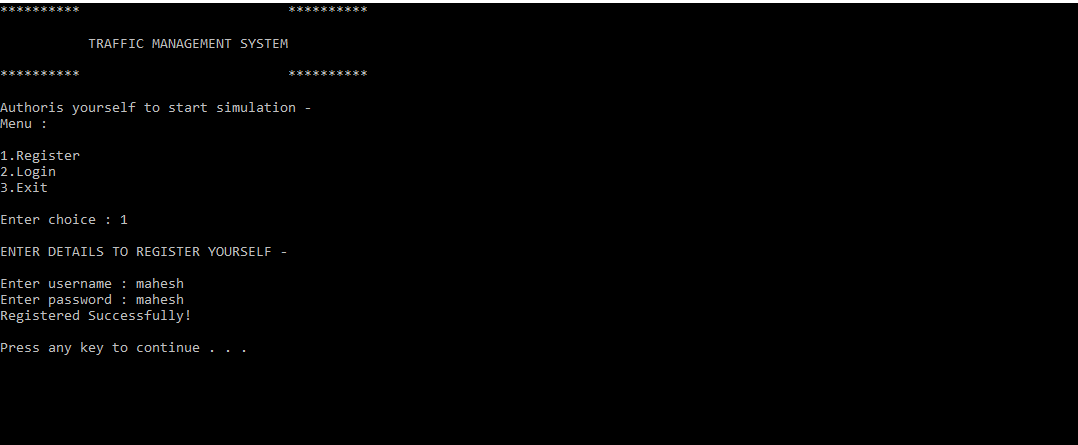 **********                          **********
TRAFFIC MANAGEMENT SYSTEM
**********                          **********
Authoris yourself to start simulation -
Menu :
1.Register
2.Login
3.Exit
Enter choice : 1
ENTER DETAILS TO REGISTER YOURSELF -
Enter username : mahesh
Enter password : mahesh
Registered Successfully!
Press any key to continue . . .